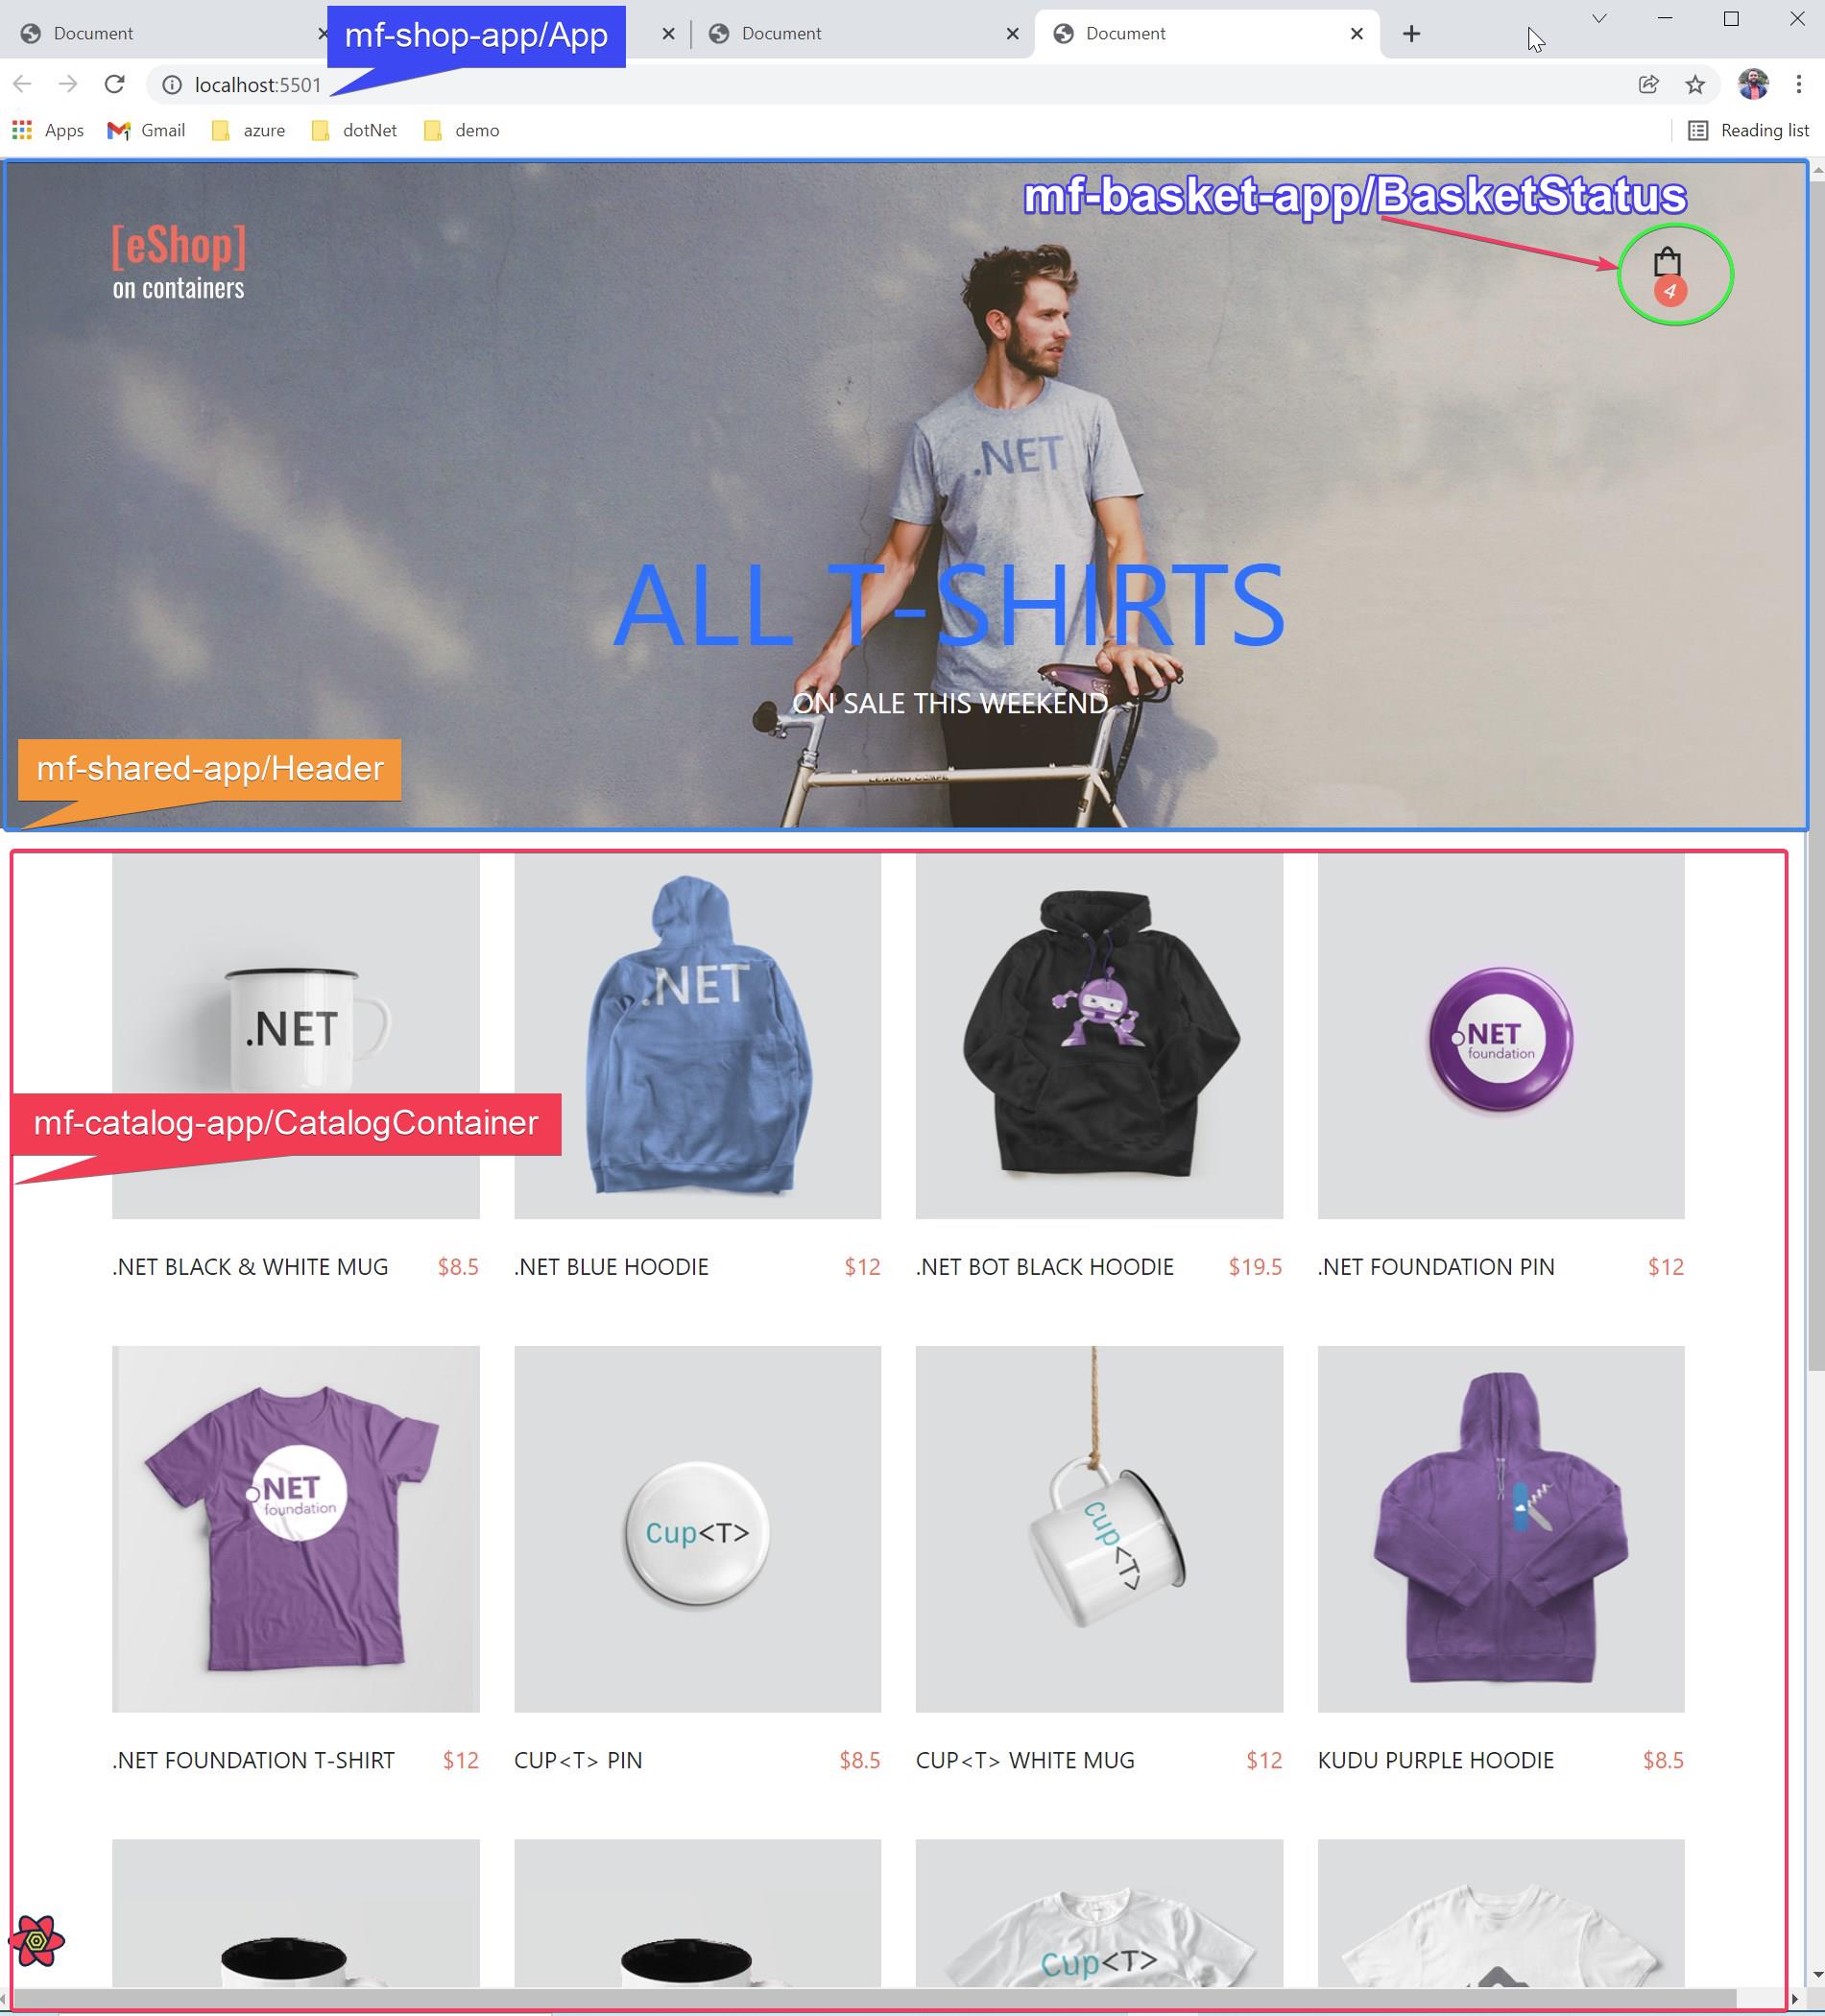 Document
mf-shop-app/App
Document
Document
localhost:5501
Apps
Gmail
azure
dotNet
demo
Reading list
mf-basket-app/BasketStatus
[eShop]
on containers
4
.NET
ALL T-SHIRTS
ON SALE THIS WEEKEND
mf-shared-app/Header
LEGEND COMPE
.NET
.NET
NET
foundation
mf-catalog-app/CatalogContainer
.NET BLACK & WHITE MUG $8.5
.NET BLUE HOODIE $12
.NET BOT BLACK HOODIE $19.5
.NET FOUNDATION PIN $12
NET
foundation
Cup<T>
Cup<T>
.NET FOUNDATION T-SHIRT $12
CUP<T> PIN $8.5
CUP<T> WHITE MUG $12
KUDU PURPLE HOODIE $8.5
Cup<T>